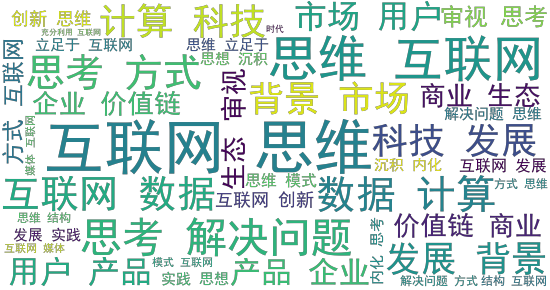 创新 思维
计算 科技
时代
市场 用户
审视 思考
充分利用 互联网
立足于 互联网
思维 立足于
思维 互联网
思考 方式
思想 沉积
互联网
企业 价值链
审视
背景 市场
商业 生态
解决问题 思维
方式
媒体 互联网
互联网 思维
生态
科技 发展
沉积 内化
互联网 发展
互联网 数据
思维 模式
互联网 创新
数据 计算
方式 思维
思维 结构
发展 实践
思考 解决问题
思考
内化
价值链 商业
互联网 媒体
发展 背景
用户 产品
模式 互联网
实践 思想
产品 企业
解决问题 方式
结构 互联网